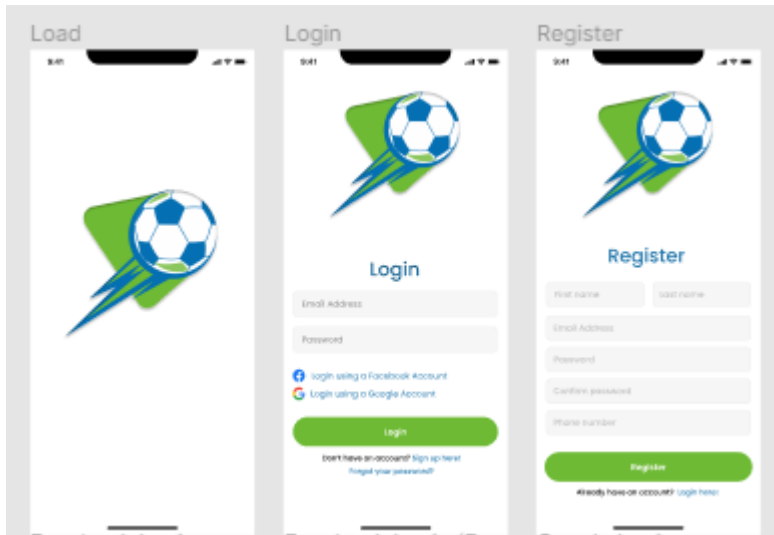 Load
9:41
Login
9:41
Login
Email Address
Password
Login using a Facebook Account
Login using a Google Account
Login
Don't have an account? Sign up here!
Forgot your password?
Register
9:41
Register
First name
Last name
Email Address
Password
Confirm password
Phone number
Register
Already have an account? Login here!